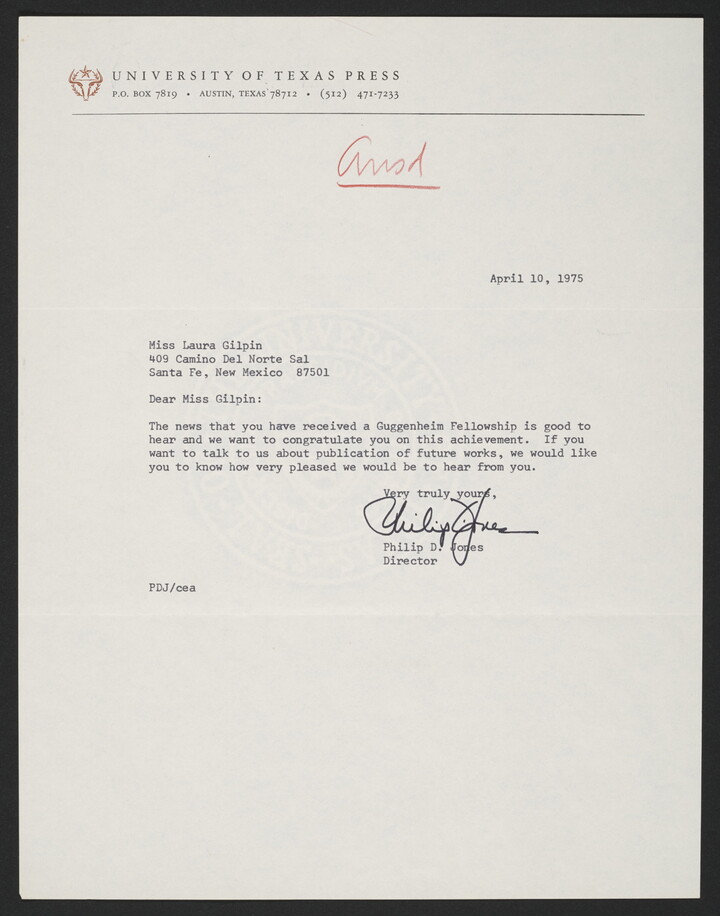 UNIVERSITY OF TEXAS PRESS
P.O. BOX 7819 • AUSTIN, TEXAS 78712 • (512) 471-7233
Ansd
April 10, 1975
Miss Laura Gilpin
409 Camino Del Norte Sal
Santa Fe, New Mexico 87501
Dear Miss Gilpin:
The news that you have received a Guggenheim Fellowship is good to
hear and we want to congratulate you on this achievement. If you
want to talk to us about publication of future works, we would like
you to know how very pleased we would be to hear from you.
Very truly yours,
Philip D. Jones
Philip D. Jones
Director
PDJ/cea